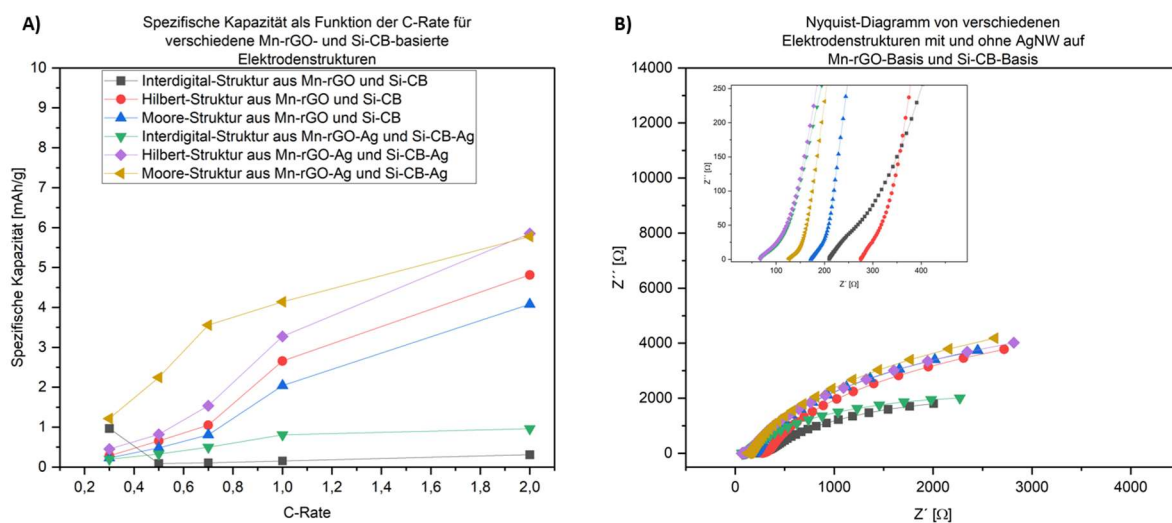 A)
Spezifische Kapazität als Funktion der C-Rate für
verschiedene Mn-rGO- und Si-CB-basierte
Elektrodenstrukturen
Spezifische Kapazität [mAh/g]
10
9
8
7
6
5
4
3
2
1
0
Interdigital-Struktur aus Mn-rGO und Si-CB
Hilbert-Struktur aus Mn-rGO und Si-CB
Moore-Struktur aus Mn-rGO und Si-CB
Interdigital-Struktur aus Mn-rGO-Ag und Si-CB-Ag
Hilbert-Struktur aus Mn-rGO-Ag und Si-CB-Ag
Moore-Struktur aus Mn-rGO-Ag und Si-CB-Ag
0,2 0,4 0,6 0,8 1,0 1,2 1,4 1,6 1,8 2,0
C-Rate
B)
Nyquist-Diagramm von verschiedenen
Elektrodenstrukturen mit und ohne AgNW auf
Mn-rGO-Basis und Si-CB-Basis
Z´´ [Ω]
14000
12000
10000
8000
6000
4000
2000
0
Z´´ [Ω]
250
200
150
100
50
0
100 200 300 400
Z´ [Ω]
0 1000 2000 3000 4000
Z´ [Ω]